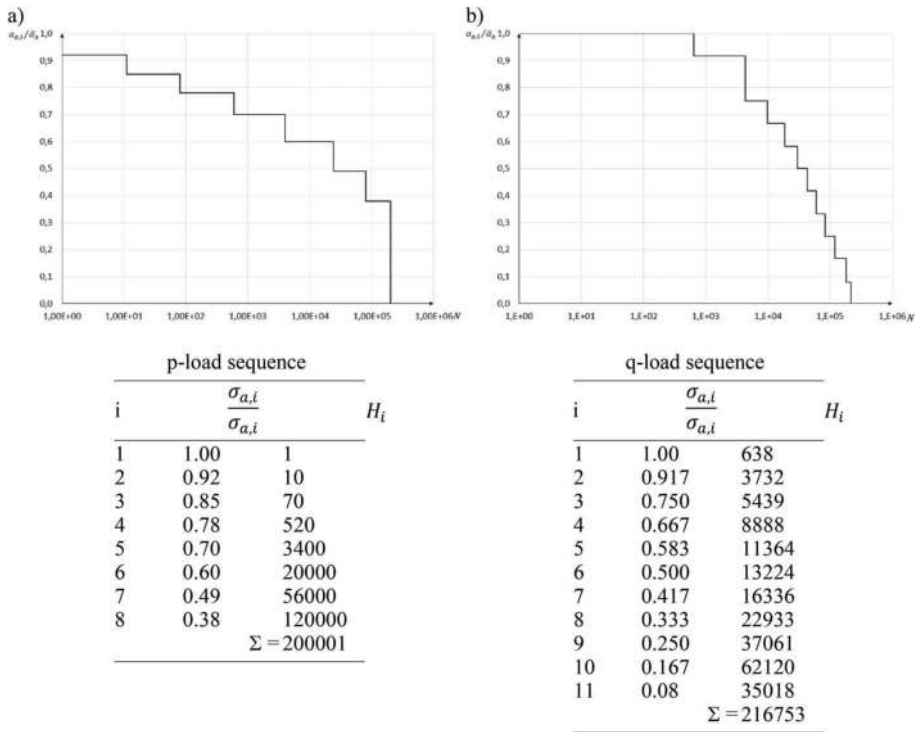 a)
σa,i/σ̂a 1,0
0,9
0,8
0,7
0,6
0,5
0,4
0,3
0,2
0,1
0,0
1,00E+00 1,00E+01 1,00E+02 1,00E+03 1,00E+04 1,00E+05 1,00E+06 N
b)
σa,i/σ̂a 1,0
0,9
0,8
0,7
0,6
0,5
0,4
0,3
0,2
0,1
0,0
1,E+00 1,E+01 1,E+02 1,E+03 1,E+04 1,E+05 1,E+06 N
p-load sequence
i σa,i/σa,i Hi
1 1.00 1
2 0.92 10
3 0.85 70
4 0.78 520
5 0.70 3400
6 0.60 20000
7 0.49 56000
8 0.38 120000
Σ = 200001
q-load sequence
i σa,i/σa,i Hi
1 1.00 638
2 0.917 3732
3 0.750 5439
4 0.667 8888
5 0.583 11364
6 0.500 13224
7 0.417 16336
8 0.333 22933
9 0.250 37061
10 0.167 62120
11 0.08 35018
Σ = 216753